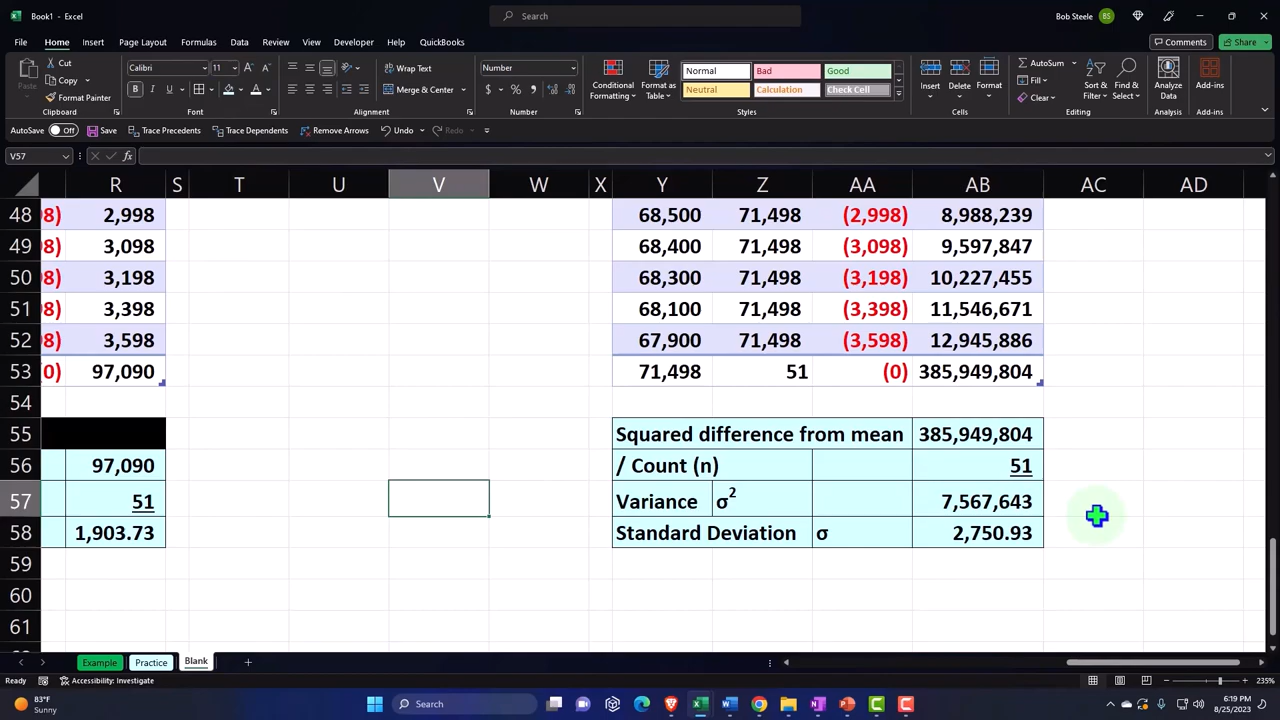 Book1 - Excel
Search
Bob Steele
BS
File Home Insert Page Layout Formulas Data Review View Developer Automate Help QuickBooks
Comments
Share
Paste
Cut
Copy
Format Painter
Clipboard
Calibri
11
B I U
Font
Wrap Text
Merge & Center
Alignment
Number
$ % 9
Number
Conditional Formatting
Format as Table
Normal Bad Good
Neutral Calculation Check Cell
Styles
Insert Delete Format
Cells
AutoSum
Fill
Clear
Sort & Filter
Find & Select
Editing
Analyze Data
Analysis
Add-ins
Add-ins
AutoSave Off Save Trace Precedents Trace Dependents Remove Arrows Undo Redo
V57
fx
R S T U V W X Y Z AA AB AC AD
48 8) 2,998 68,500 71,498 (2,998) 8,988,239
49 98) 3,098 68,400 71,498 (3,098) 9,597,847
50 98) 3,198 68,300 71,498 (3,198) 10,227,455
51 98) 3,398 68,100 71,498 (3,398) 11,546,671
52 98) 3,598 67,900 71,498 (3,598) 12,945,886
53 (0) 97,090 71,498 51 (0) 385,949,804
54
55 Squared difference from mean 385,949,804
56 97,090 / Count (n) 51
57 51 Variance σ2 7,567,643
58 1,903.73 Standard Deviation σ 2,750.93
59
60
61
Example Practice Blank
Ready Accessibility: Investigate
235%
83°F
Sunny
Search
6:19 PM
8/25/2023